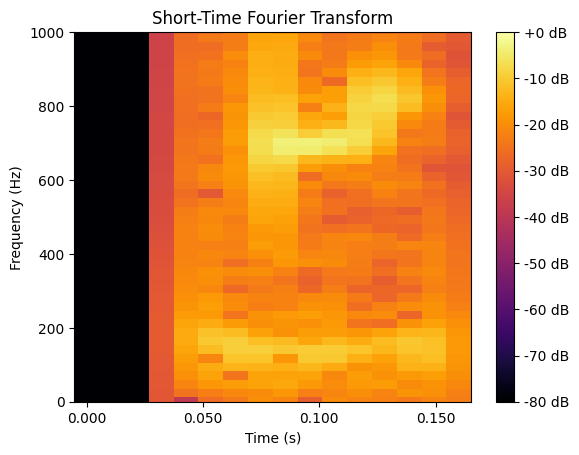 Short-Time Fourier Transform
1000
800
600
400
200
0
Frequency (Hz)
0.000
0.050
0.100
0.150
Time (s)
+0 dB
-10 dB
-20 dB
-30 dB
-40 dB
-50 dB
-60 dB
-70 dB
-80 dB